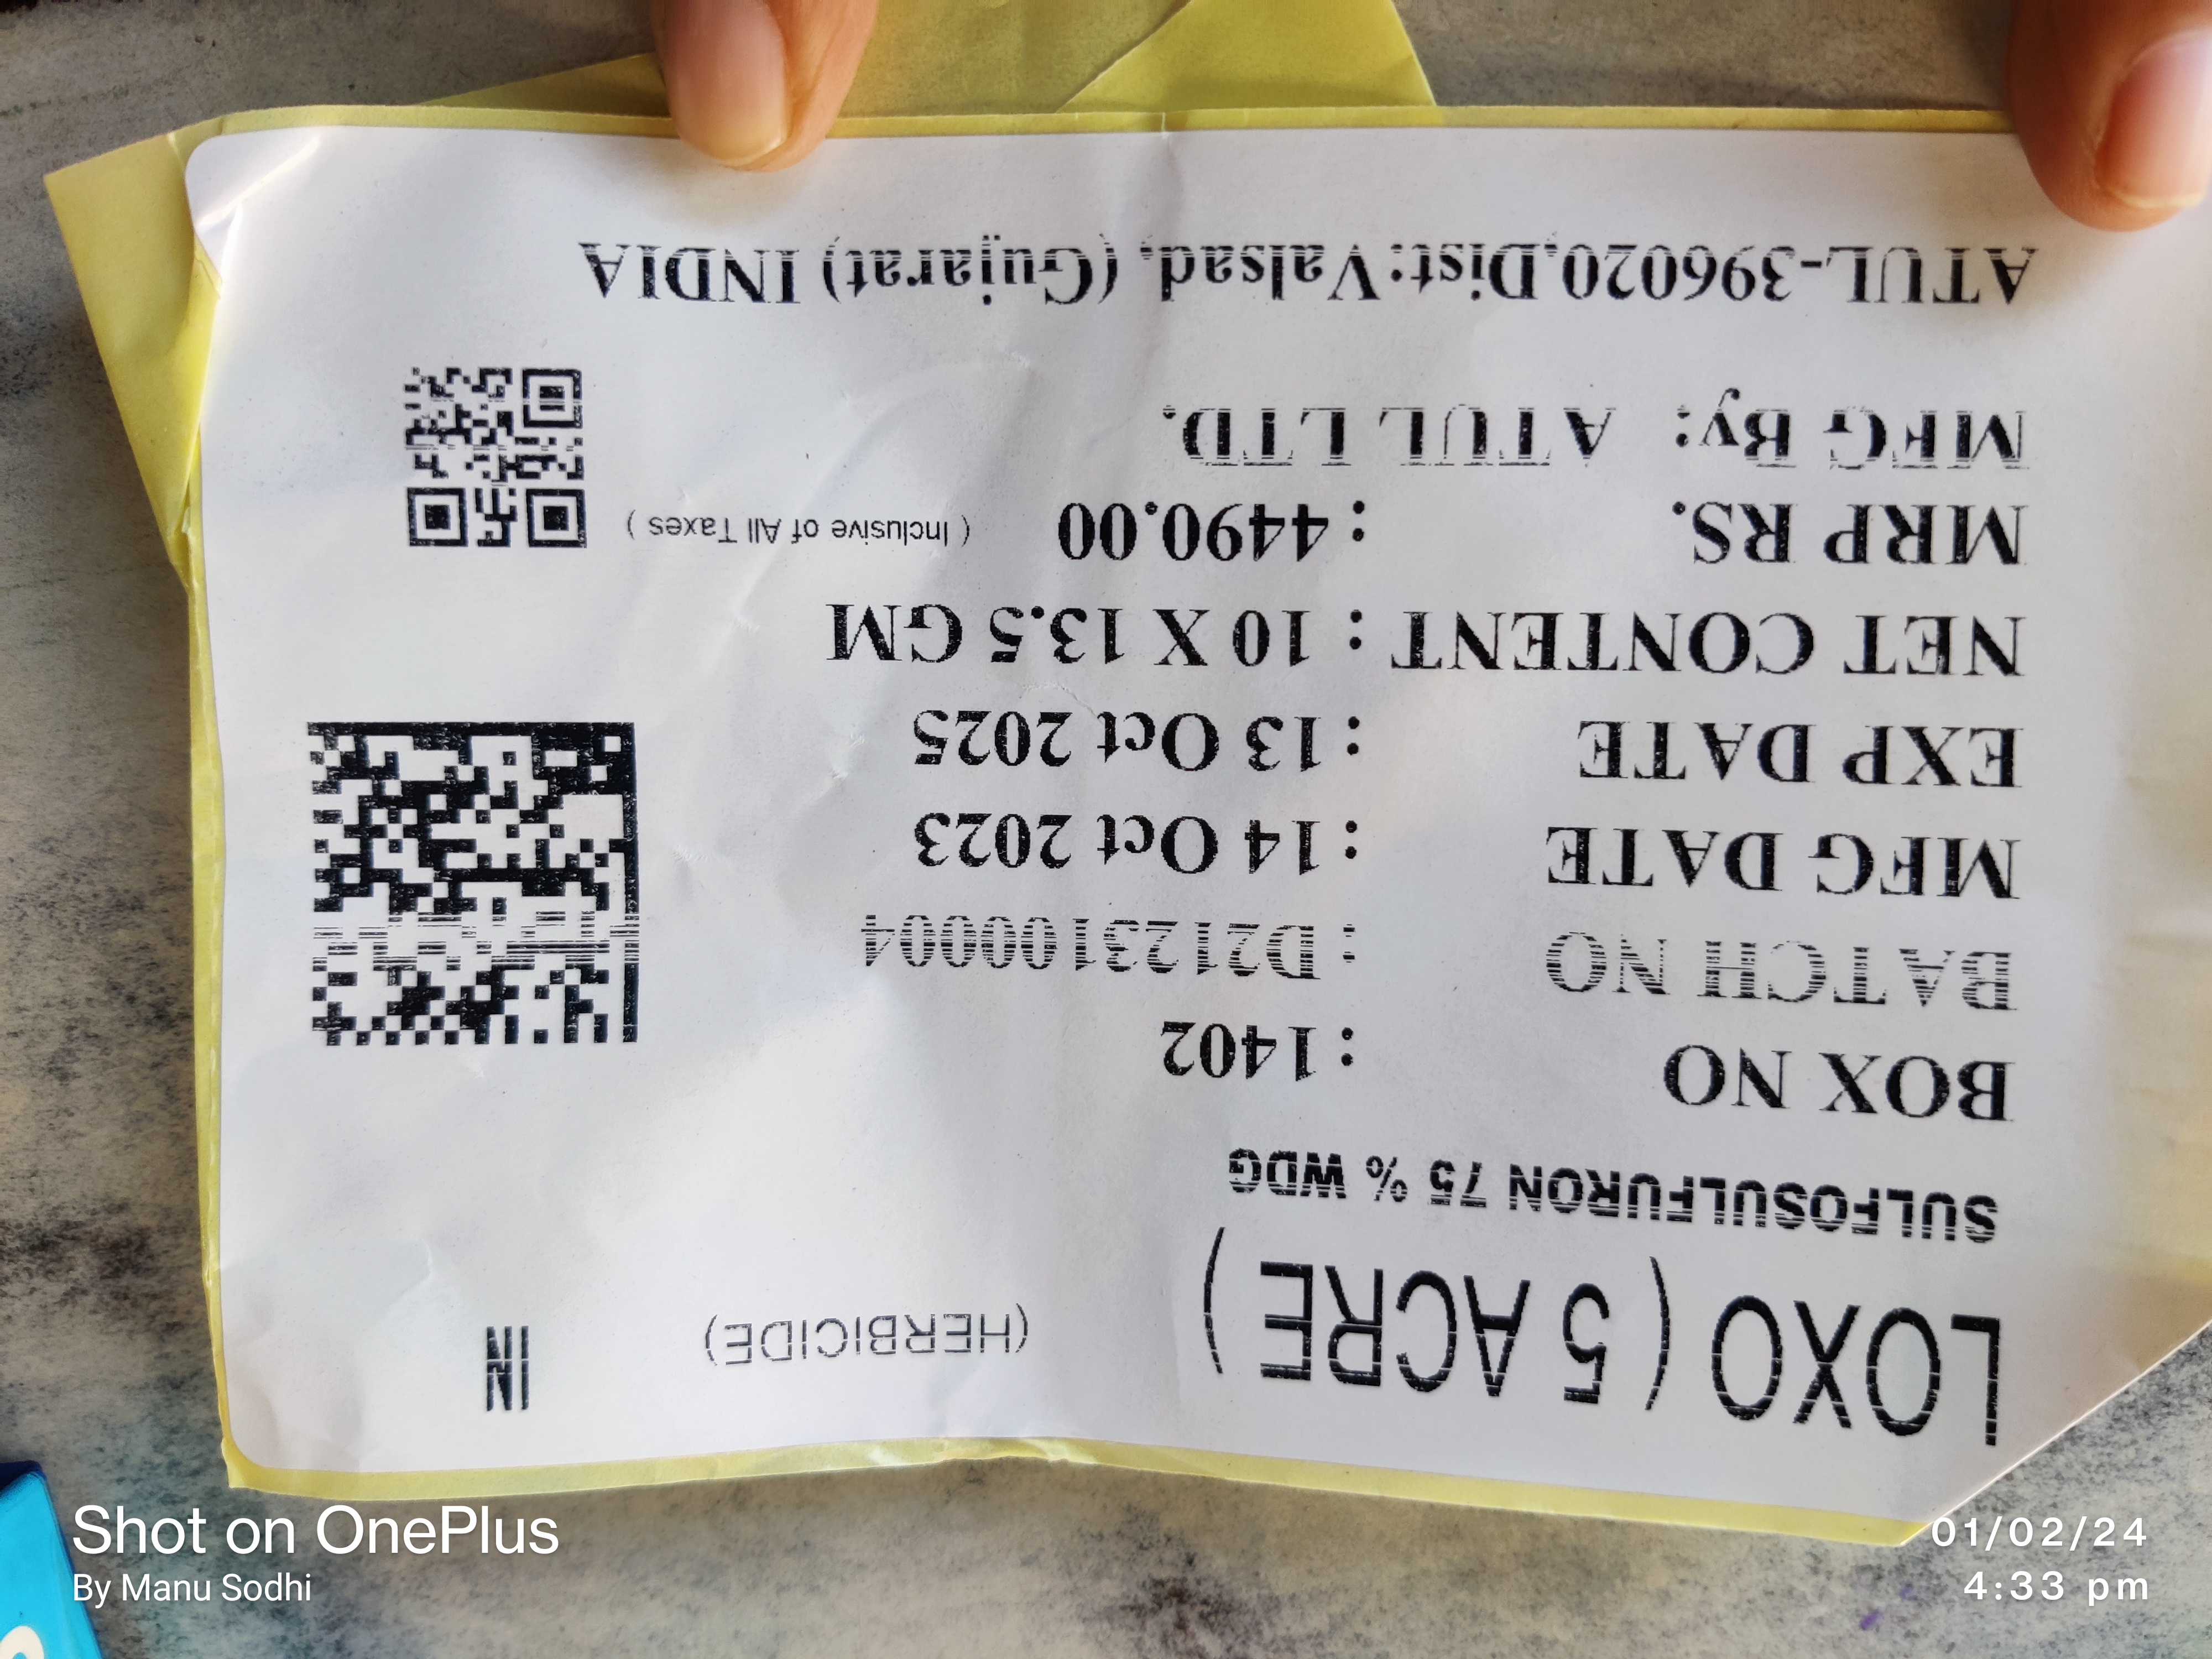 LOXO ( 5 ACRE )
(HERBICIDE)
IN
SULFOSULFURON 75 % WDG
BOX NO : 1402
BATCH NO : D2123100004
MFG DATE : 14 Oct 2023
EXP DATE : 13 Oct 2025
NET CONTENT : 10 X 13.5 GM
MRP RS. : 4490.00 ( Inclusive of All Taxes )
MFG By: ATUL LTD.
ATUL-396020,Dist:Valsad, (Gujarat) INDIA
Shot on OnePlus
By Manu Sodhi
01/02/24
4:33 pm